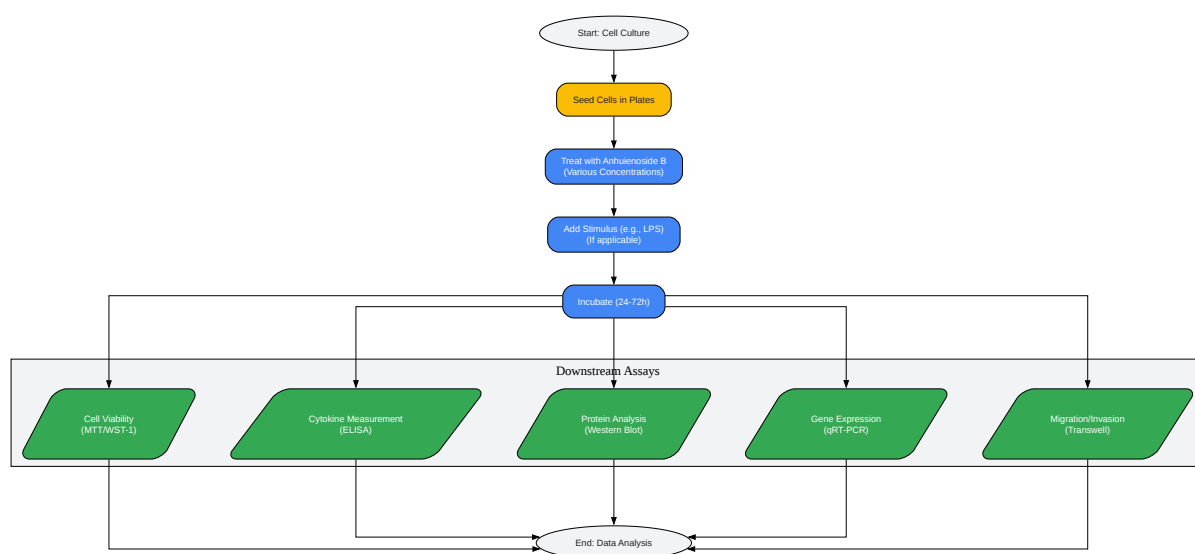 Start: Cell Culture
Seed Cells in Plates
Treat with Anhuienoside B
(Various Concentrations)
Add Stimulus (e.g., LPS)
(If applicable)
Incubate (24-72h)
Downstream Assays
Cell Viability
(MTT/WST-1)
Cytokine Measurement
(ELISA)
Protein Analysis
(Western Blot)
Gene Expression
(qRT-PCR)
Migration/Invasion
(Transwell)
End: Data Analysis